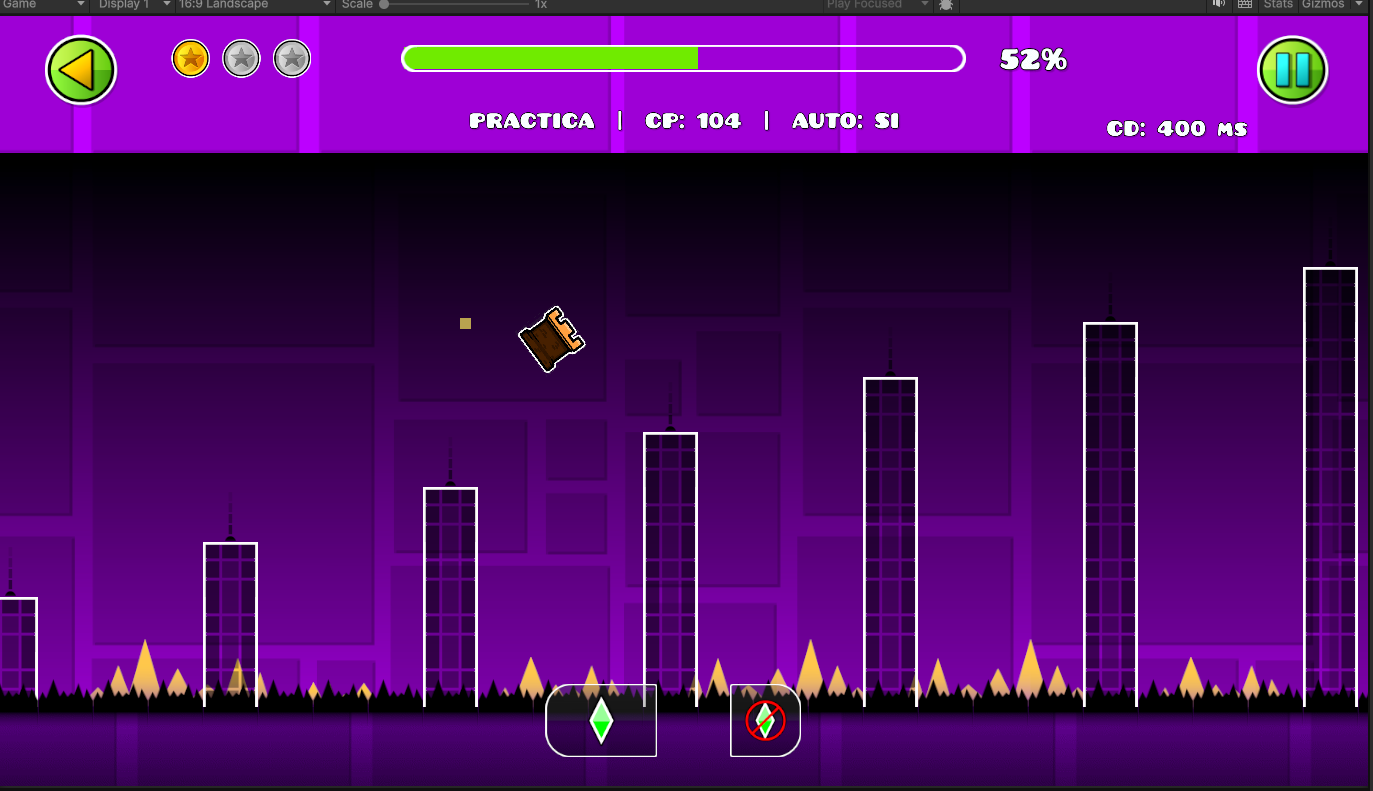 Game Display 1 16:9 Landscape Scale 1x Play Focused Stats Gizmos
52%
PRACTICA | CP: 104 | AUTO: SI
CD: 400 MS